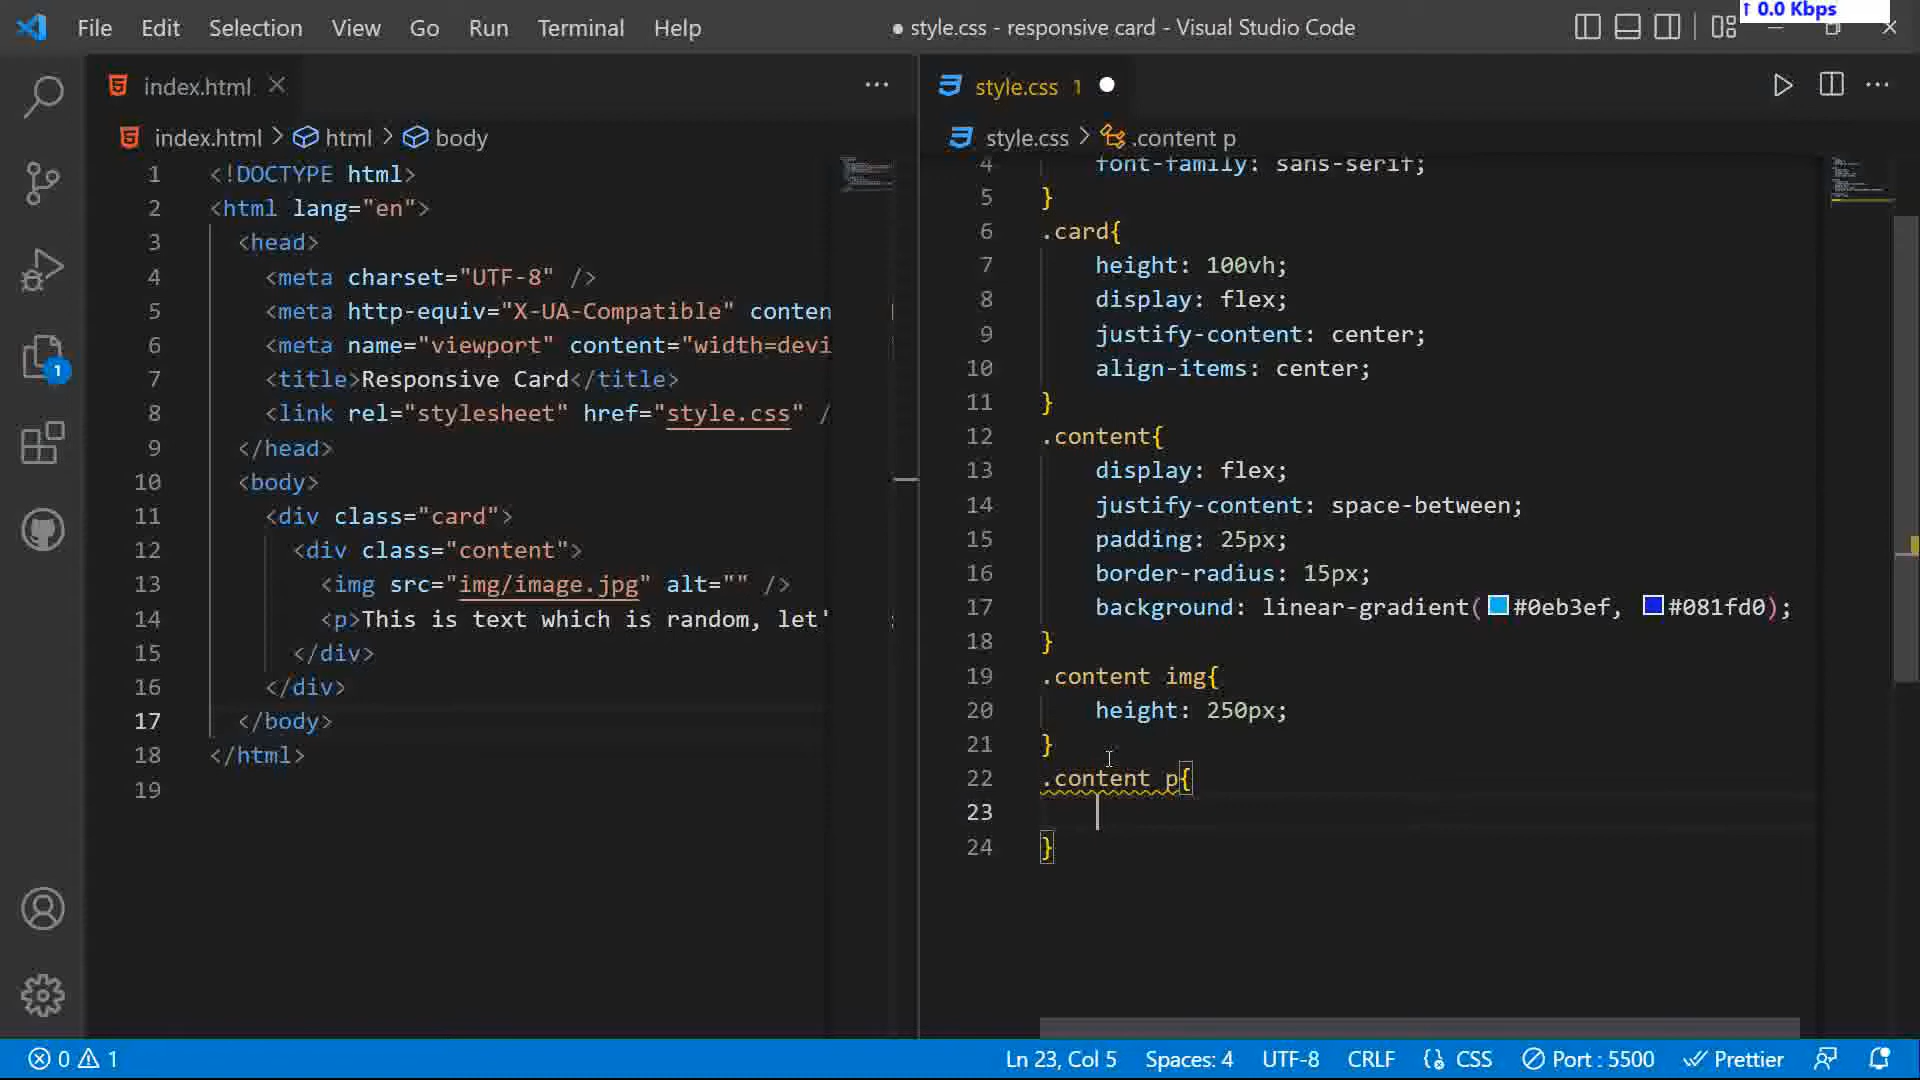 File Edit Selection View Go Run Terminal Help
● style.css - responsive card - Visual Studio Code
↑ 0.0 Kbps
index.html
style.css 1
index.html > html > body
style.css > .content p
1 <!DOCTYPE html>
2 <html lang="en">
3 <head>
4 <meta charset="UTF-8" />
5 <meta http-equiv="X-UA-Compatible" conten
6 <meta name="viewport" content="width=devi
7 <title>Responsive Card</title>
8 <link rel="stylesheet" href="style.css" /
9 </head>
10 <body>
11 <div class="card">
12 <div class="content">
13 <img src="img/image.jpg" alt="" />
14 <p>This is text which is random, let'
15 </div>
16 </div>
17 </body>
18 </html>
19
4 font-family: sans-serif;
5 }
6 .card{
7 height: 100vh;
8 display: flex;
9 justify-content: center;
10 align-items: center;
11 }
12 .content{
13 display: flex;
14 justify-content: space-between;
15 padding: 25px;
16 border-radius: 15px;
17 background: linear-gradient(#0eb3ef, #081fd0);
18 }
19 .content img{
20 height: 250px;
21 }
22 .content p{
23
24 }
1
0 1
Ln 23, Col 5 Spaces: 4 UTF-8 CRLF CSS Port : 5500 Prettier